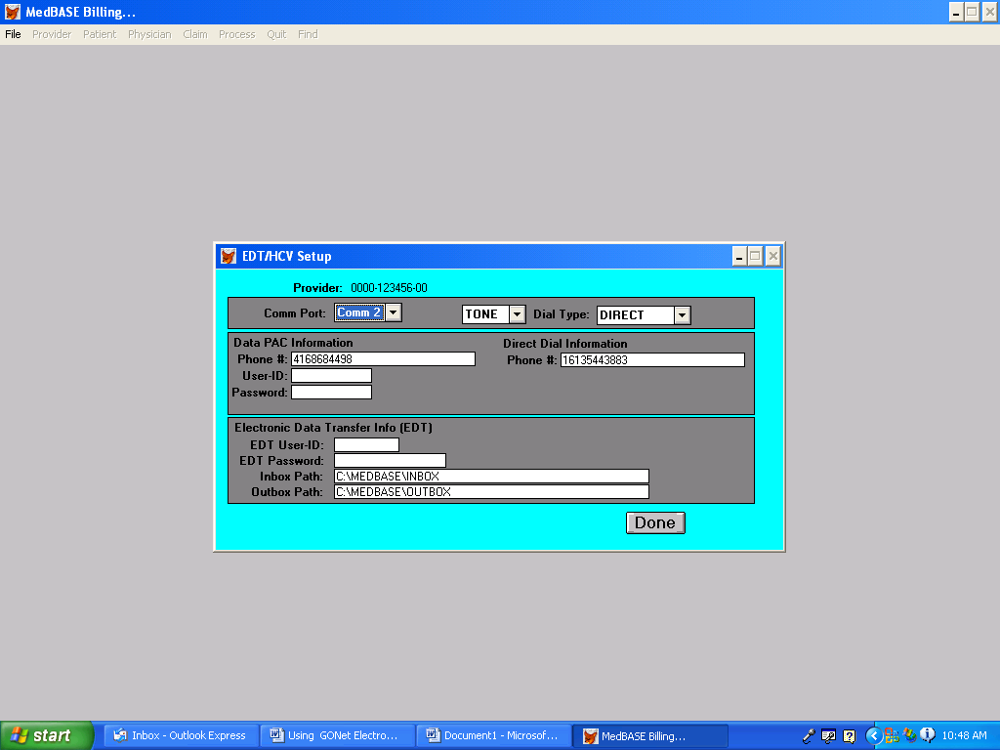 MedBASE Billing...
File Provider Patient Physician Claim Process Quit Find
EDT/HCV Setup
Provider: 0000-123456-00
Comm Port: Comm 2 TONE Dial Type: DIRECT
Data PAC Information Direct Dial Information
Phone #: 4168684498 Phone #: 16135443883
User-ID:
Password:
Electronic Data Transfer Info (EDT)
EDT User-ID:
EDT Password:
Inbox Path: C:\MEDBASE\INBOX
Outbox Path: C:\MEDBASE\OUTBOX
Done
start Inbox - Outlook Express Using GONet Electro... Document1 - Microsof... MedBASE Billing... 10:48 AM